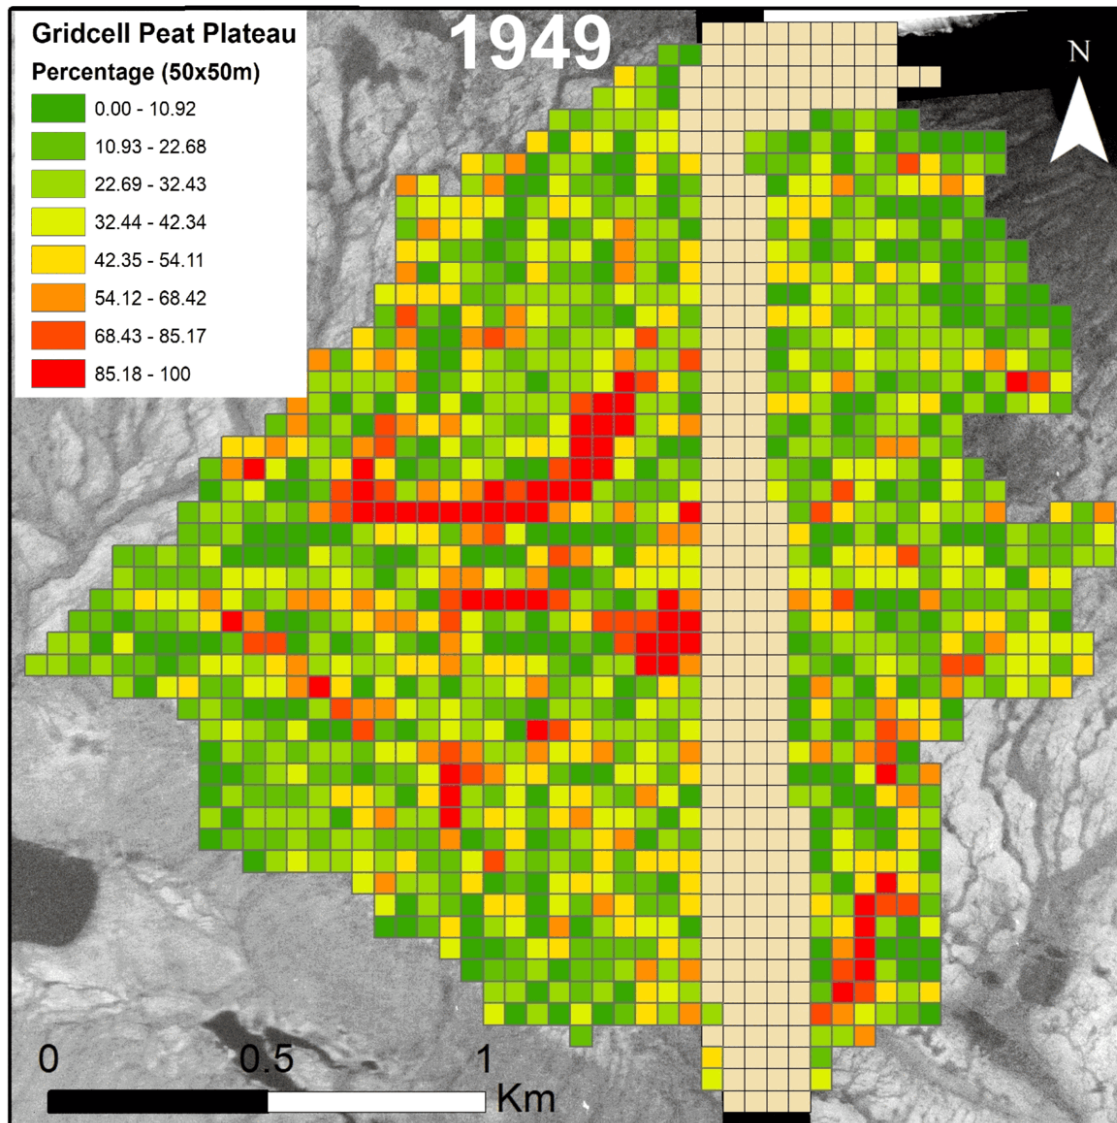 Gridcell Peat Plateau
Percentage (50x50m)
0.00 - 10.92
10.93 - 22.68
22.69 - 32.43
32.44 - 42.34
42.35 - 54.11
54.12 - 68.42
68.43 - 85.17
85.18 - 100
1949
N
0 0.5 1
Km